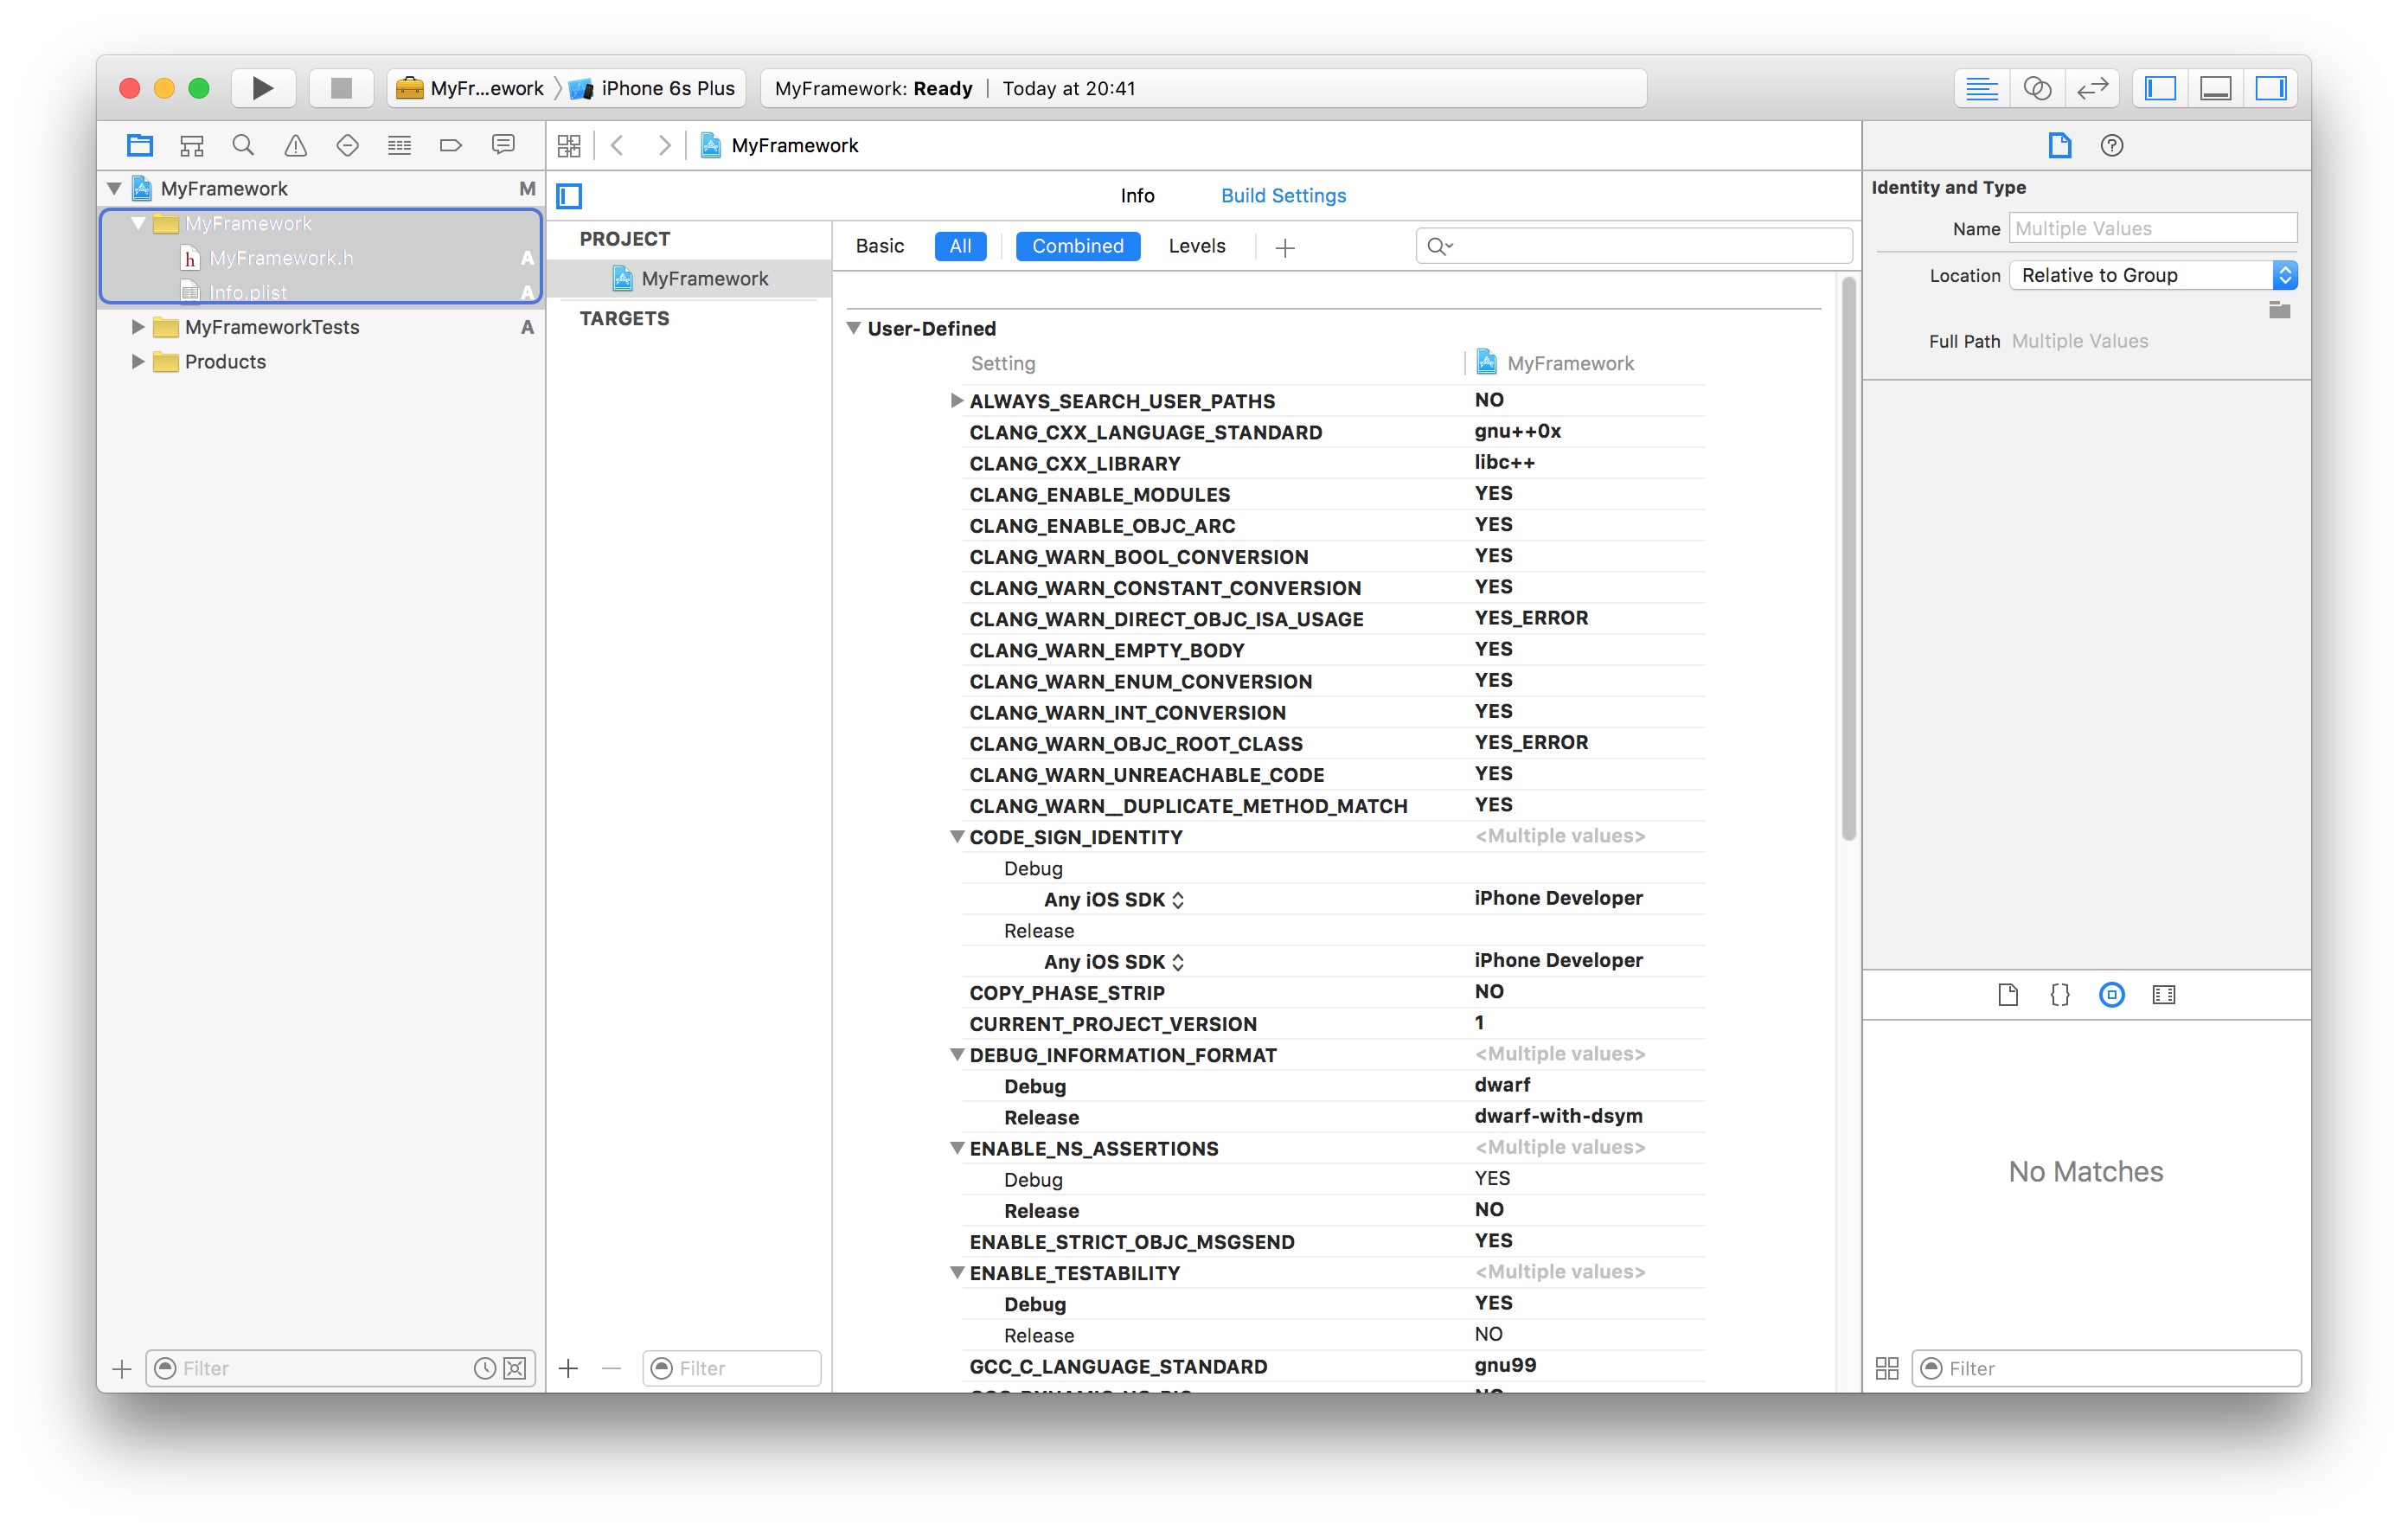 MyFr...ework
iPhone 6s Plus
MyFramework: Ready | Today at 20:41
MyFramework M
MyFramework
MyFramework.h A
Info.plist A
MyFrameworkTests A
Products
Filter
MyFramework
Info
Build Settings
PROJECT
MyFramework
TARGETS
Filter
Basic All Combined Levels
User-Defined
Setting MyFramework
ALWAYS_SEARCH_USER_PATHS NO
CLANG_CXX_LANGUAGE_STANDARD gnu++0x
CLANG_CXX_LIBRARY libc++
CLANG_ENABLE_MODULES YES
CLANG_ENABLE_OBJC_ARC YES
CLANG_WARN_BOOL_CONVERSION YES
CLANG_WARN_CONSTANT_CONVERSION YES
CLANG_WARN_DIRECT_OBJC_ISA_USAGE YES_ERROR
CLANG_WARN_EMPTY_BODY YES
CLANG_WARN_ENUM_CONVERSION YES
CLANG_WARN_INT_CONVERSION YES
CLANG_WARN_OBJC_ROOT_CLASS YES_ERROR
CLANG_WARN_UNREACHABLE_CODE YES
CLANG_WARN__DUPLICATE_METHOD_MATCH YES
CODE_SIGN_IDENTITY <Multiple values>
Debug
Any iOS SDK iPhone Developer
Release
Any iOS SDK iPhone Developer
COPY_PHASE_STRIP NO
CURRENT_PROJECT_VERSION 1
DEBUG_INFORMATION_FORMAT <Multiple values>
Debug dwarf
Release dwarf-with-dsym
ENABLE_NS_ASSERTIONS <Multiple values>
Debug YES
Release NO
ENABLE_STRICT_OBJC_MSGSEND YES
ENABLE_TESTABILITY <Multiple values>
Debug YES
Release NO
GCC_C_LANGUAGE_STANDARD gnu99
Identity and Type
Name Multiple Values
Location Relative to Group
Full Path Multiple Values
No Matches
Filter